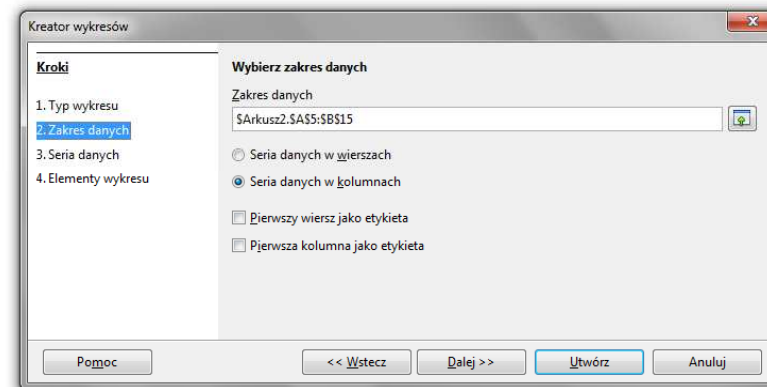 Kreator wykresów
Kroki
1. Typ wykresu
2. Zakres danych
3. Seria danych
4. Elementy wykresu
Wybierz zakres danych
Zakres danych
$Arkusz2.$A$5:$B$15
Seria danych w wierszach
Seria danych w kolumnach
Pierwszy wiersz jako etykieta
Pierwsza kolumna jako etykieta
Pomoc
<< Wstecz
Dalej >>
Utwórz
Anuluj